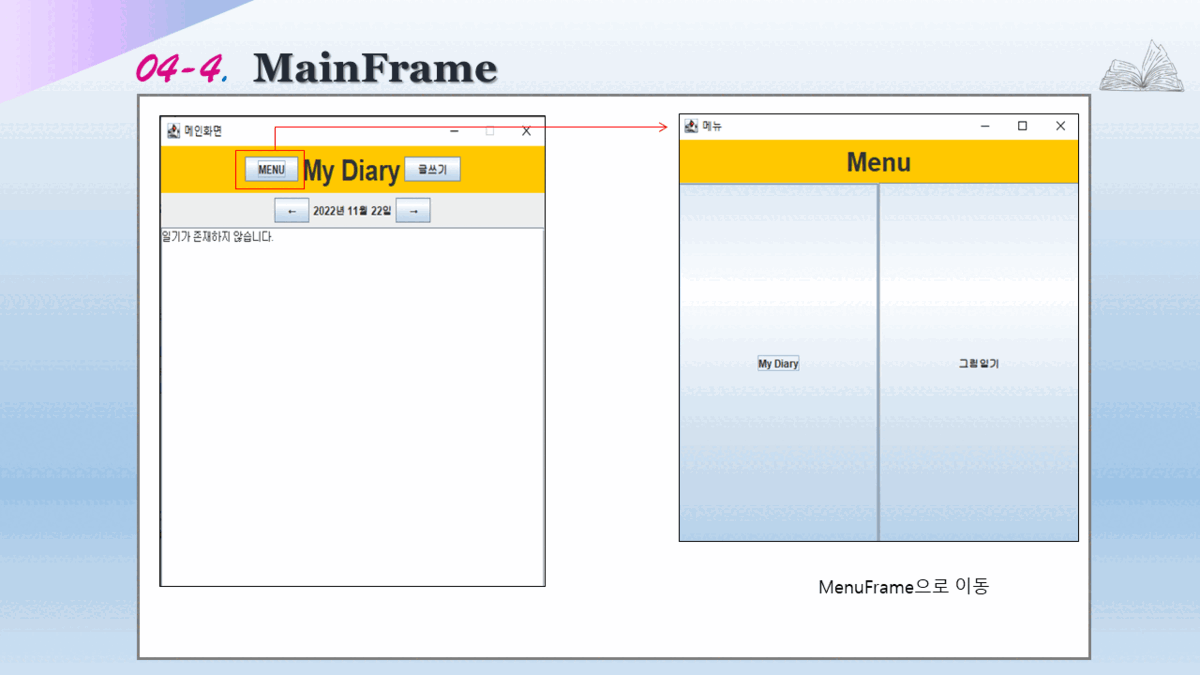 04-4. MainFrame
메인화면
MENU My Diary 글쓰기
← 2022년 11월 22일 →
일기가 존재하지 않습니다.
메뉴
Menu
My Diary 그림일기
MenuFrame으로 이동